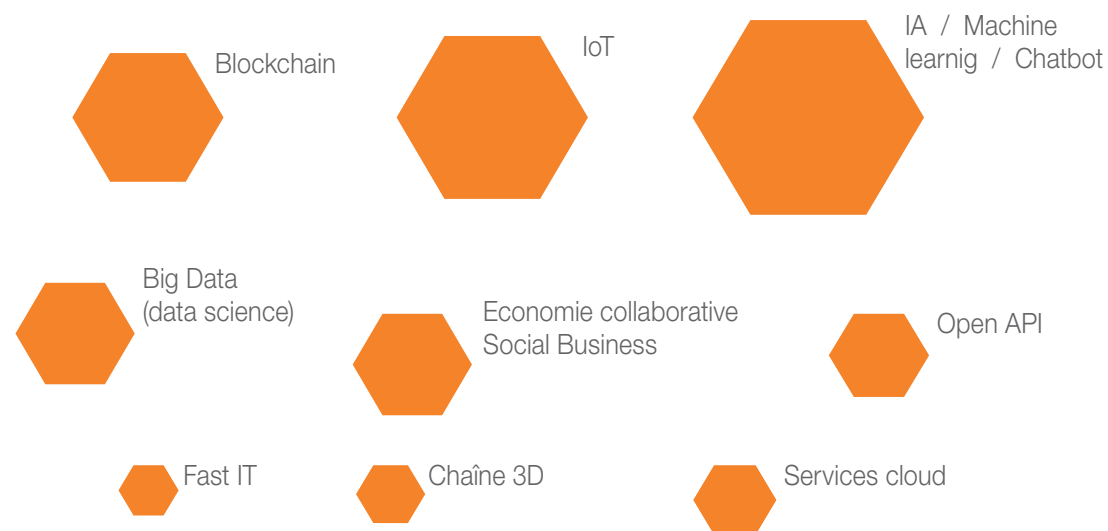 Blockchain
IoT
IA / Machine
learnig / Chatbot
Big Data
(data science)
Economie collaborative
Social Business
Open API
Fast IT
Chaîne 3D
Services cloud